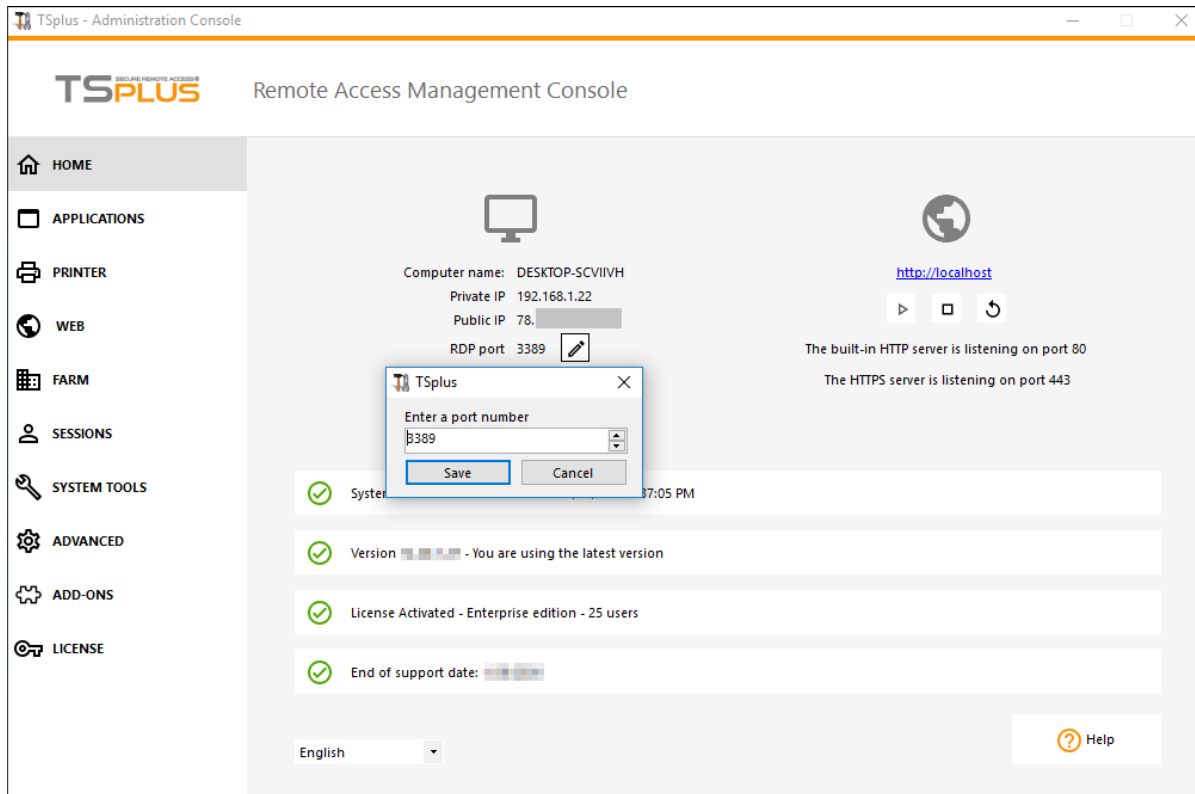 TSplus - Administration Console
TSPLUS SECURE REMOTE ACCESS®
Remote Access Management Console
HOME
APPLICATIONS
PRINTER
WEB
FARM
SESSIONS
SYSTEM TOOLS
ADVANCED
ADD-ONS
LICENSE
Computer name: DESKTOP-SCVIIVH
Private IP 192.168.1.22
Public IP 78.
RDP port 3389
http://localhost
The built-in HTTP server is listening on port 80
The HTTPS server is listening on port 443
TSplus
Enter a port number
3389
Save Cancel
37:05 PM
Version - You are using the latest version
License Activated - Enterprise edition - 25 users
End of support date:
English
Help